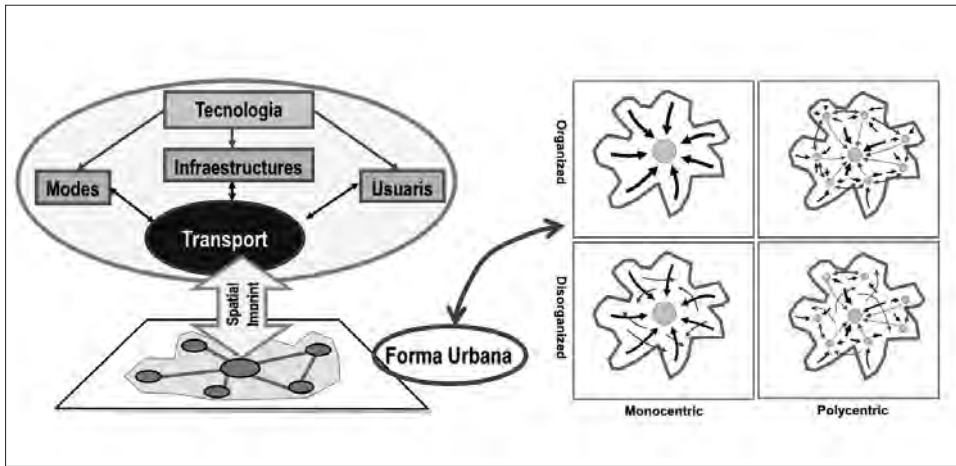 Tecnologia
Infraestructures
Modes
Usuaris
Transport
Spatial
Imprint
Forma Urbana
Organized
Disorganized
Monocentric
Polycentric